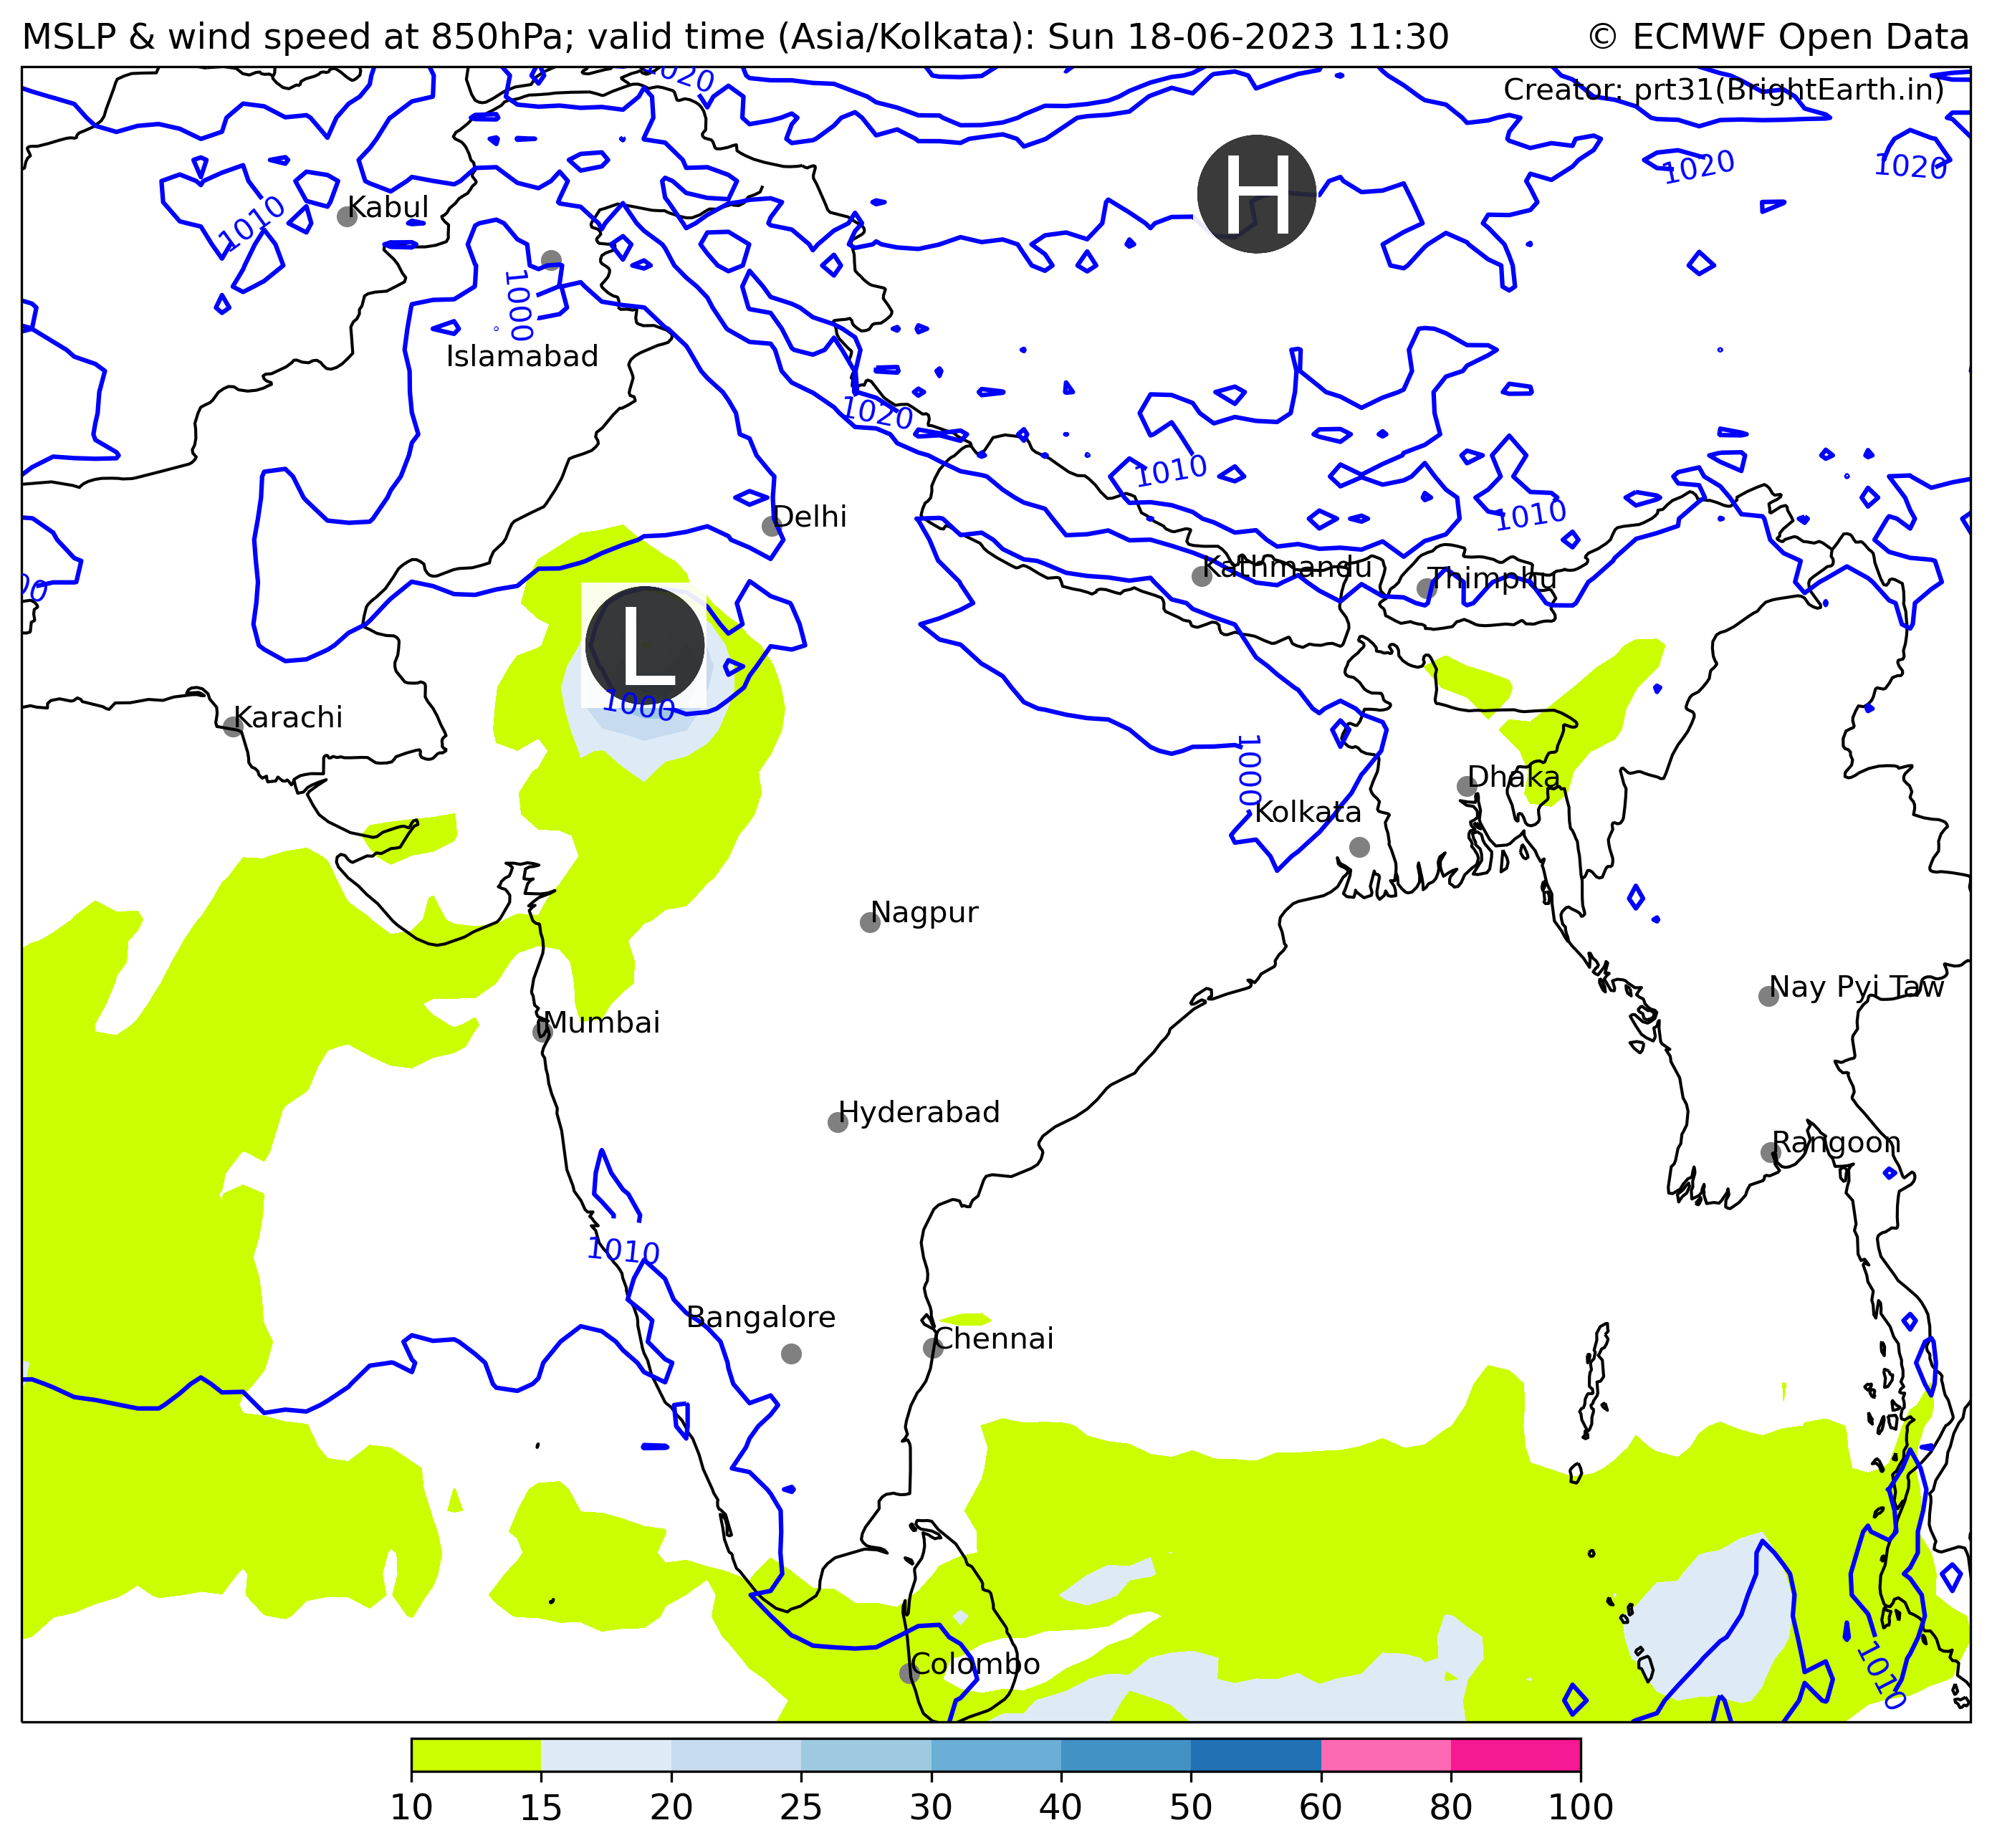 MSLP & wind speed at 850hPa; valid time (Asia/Kolkata): Sun 18-06-2023 11:30
© ECMWF Open Data
Creator: prt31(BrightEarth.in)
1020
1020
1020
H
1010
Kabul
1000
Islamabad
1020
1010
1010
Delhi
Kathmandu
Thimphu
00
L
1000
Karachi
1000
Dhaka
Kolkata
Nagpur
Nay Pyi Taw
Mumbai
Hyderabad
Rangoon
1010
Bangalore
Chennai
Colombo
1010
10 15 20 25 30 40 50 60 80 100